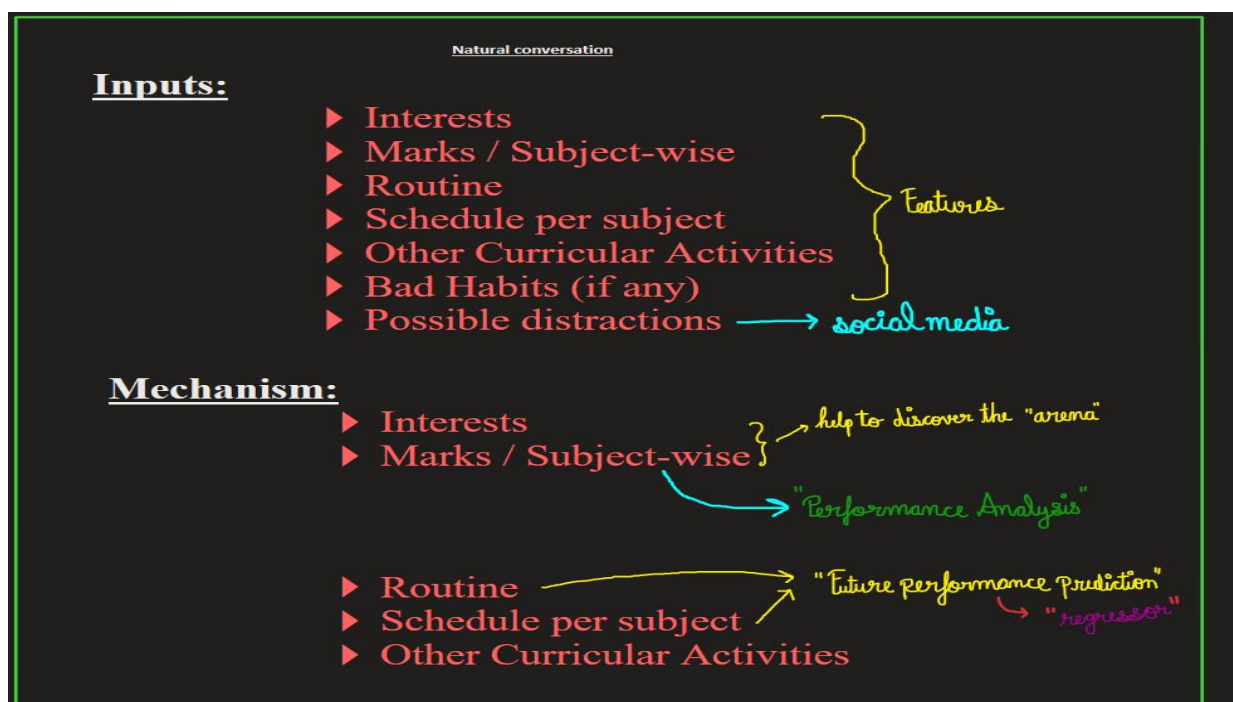 Natural conversation
Inputs:
Interests
Marks / Subject-wise
Routine
Schedule per subject
Features
Other Curricular Activities
Bad Habits (if any)
Possible distractions social media
Mechanism:
Interests
help to discover the "arena"
Marks / Subject-wise
"Performance Analysis"
Routine
"Future performance prediction"
Schedule per subject
"regressor"
Other Curricular Activities